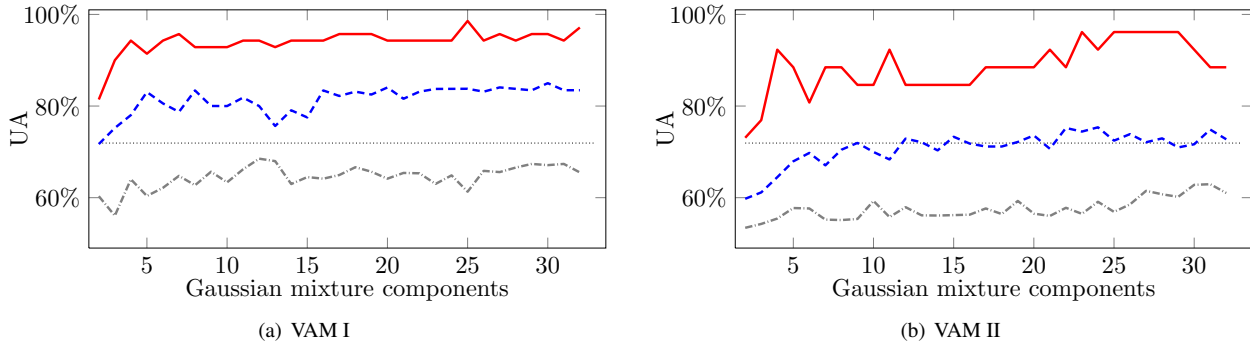 100%
80%
60%
UA
5 10 15 20 25 30
Gaussian mixture components
(a) VAM I
100%
80%
60%
UA
5 10 15 20 25 30
Gaussian mixture components
(b) VAM II